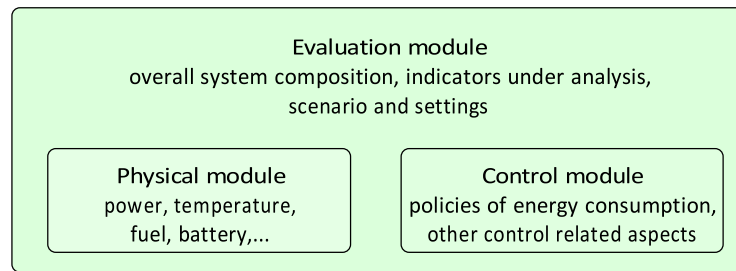 Evaluation module
overall system composition, indicators under analysis,
scenario and settings
Physical module
power, temperature,
fuel, battery,...
Control module
policies of energy consumption,
other control related aspects